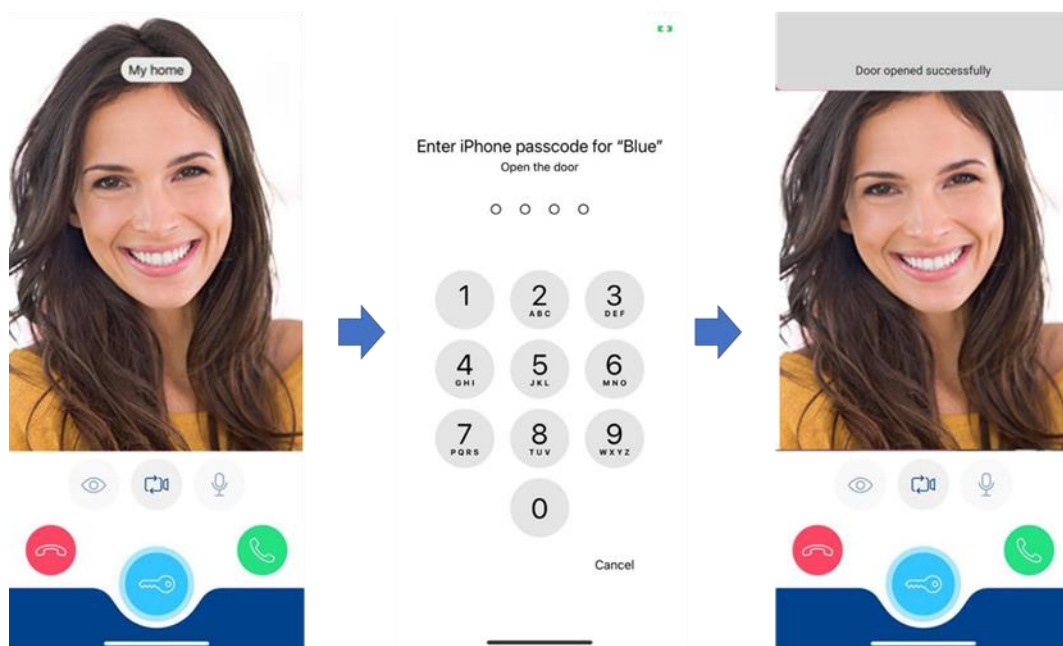 My home
Enter iPhone passcode for “Blue”
Open the door
1
2
ABC
3
DEF
4
GHI
5
JKL
6
MNO
7
PQRS
8
TUV
9
WXYZ
0
Cancel
Door opened successfully